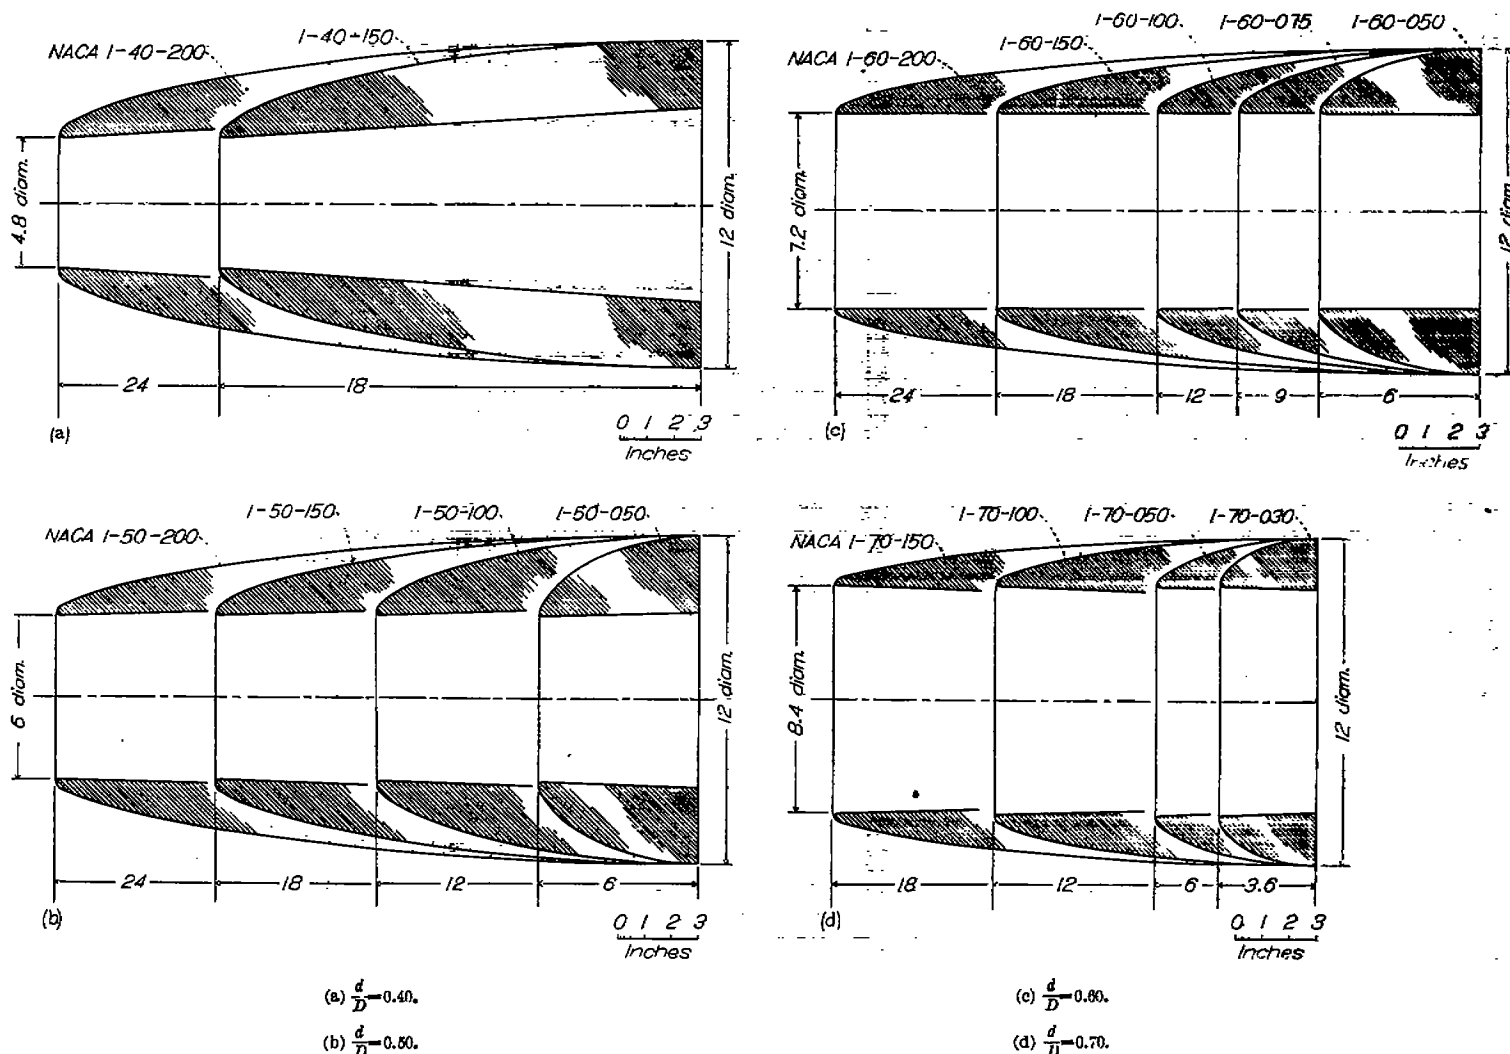 NACA 1-40-200
1-40-150
4.8 diam.
12 diam.
24
18
(a)
0 1 2 3
Inches
NACA 1-60-200
1-60-150
1-60-100
1-60-075
1-60-050
7.2 diam.
12 diam.
24
18
12
9
6
(c)
0 1 2 3
Inches
NACA 1-50-200
1-50-150
1-50-100
1-50-050
6 diam.
12 diam.
24
18
12
6
(b)
0 1 2 3
Inches
NACA 1-70-150
1-70-100
1-70-050
1-70-030
8.4 diam.
12 diam.
18
12
6
3.6
(d)
0 1 2 3
Inches
(a) d/D=0.40.
(b) d/D=0.50.
(c) d/D=0.60.
(d) d/D=0.70.